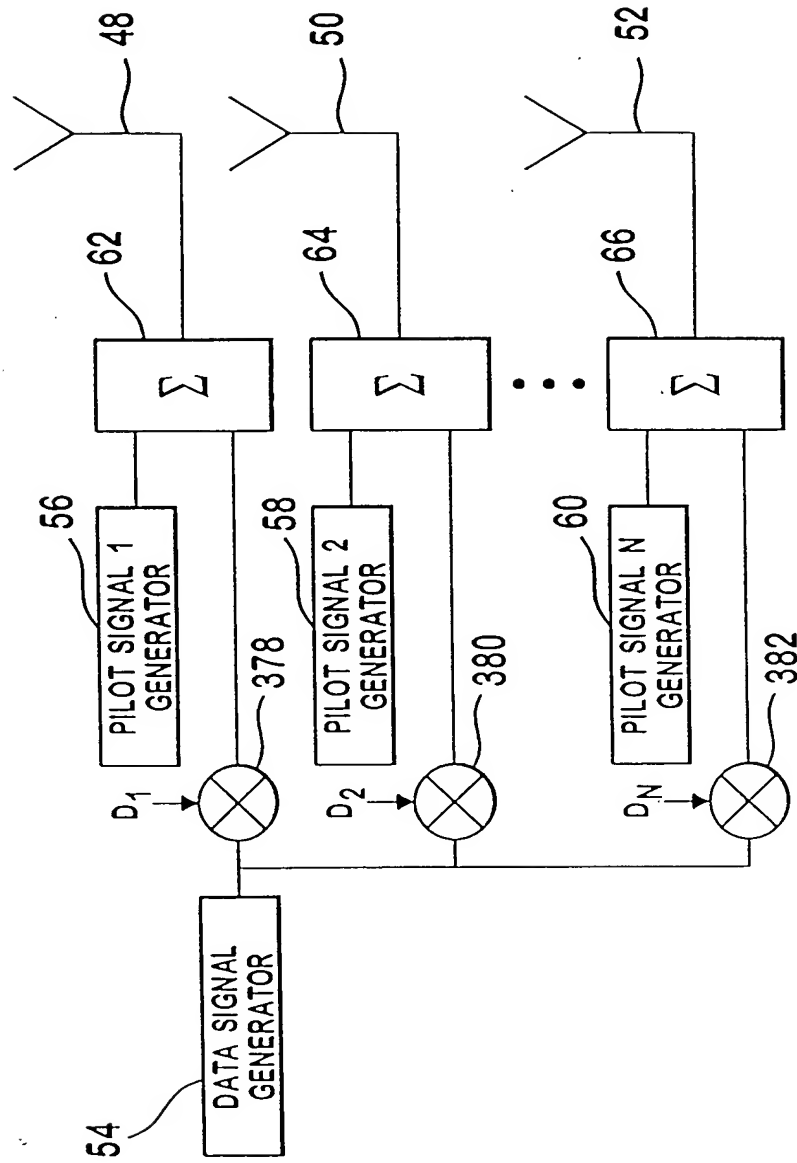 54
DATA SIGNAL
GENERATOR
D1
378
56
PILOT SIGNAL 1
GENERATOR
62
Σ
48
D2
380
58
PILOT SIGNAL 2
GENERATOR
64
Σ
50
DN
382
60
PILOT SIGNAL N
GENERATOR
66
Σ
52